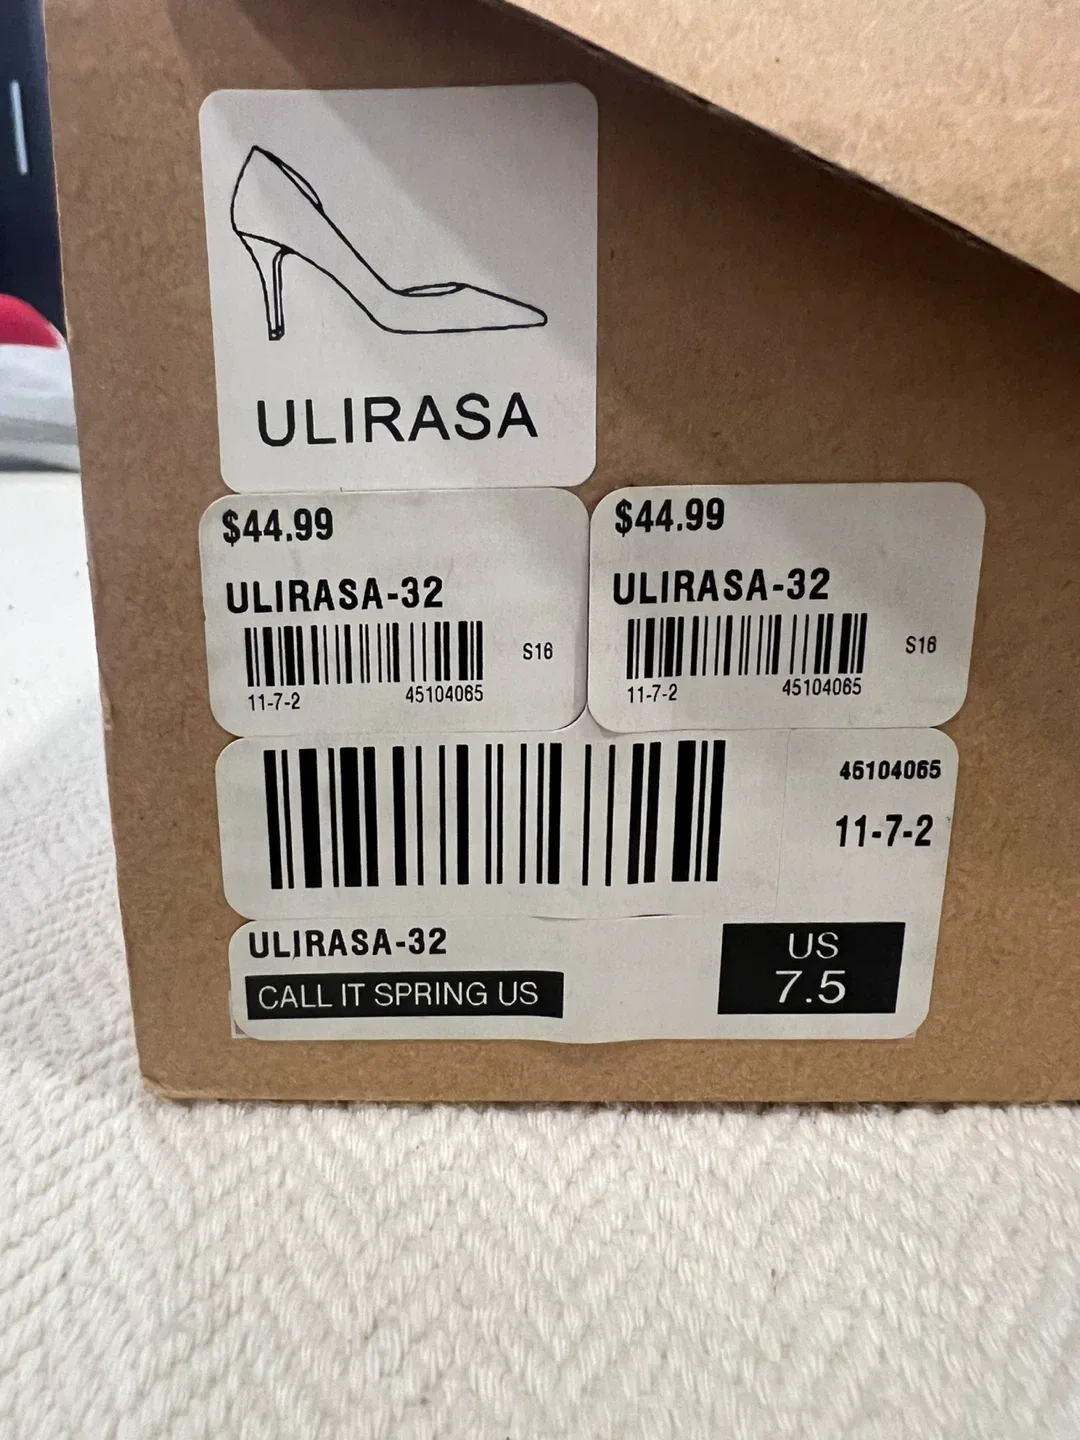 ULIRASA
$44.99
ULIRASA-32
S16
11-7-2 45104065
$44.99
ULIRASA-32
S16
11-7-2 45104065
45104065
11-7-2
ULIRASA-32
CALL IT SPRING US
US
7.5